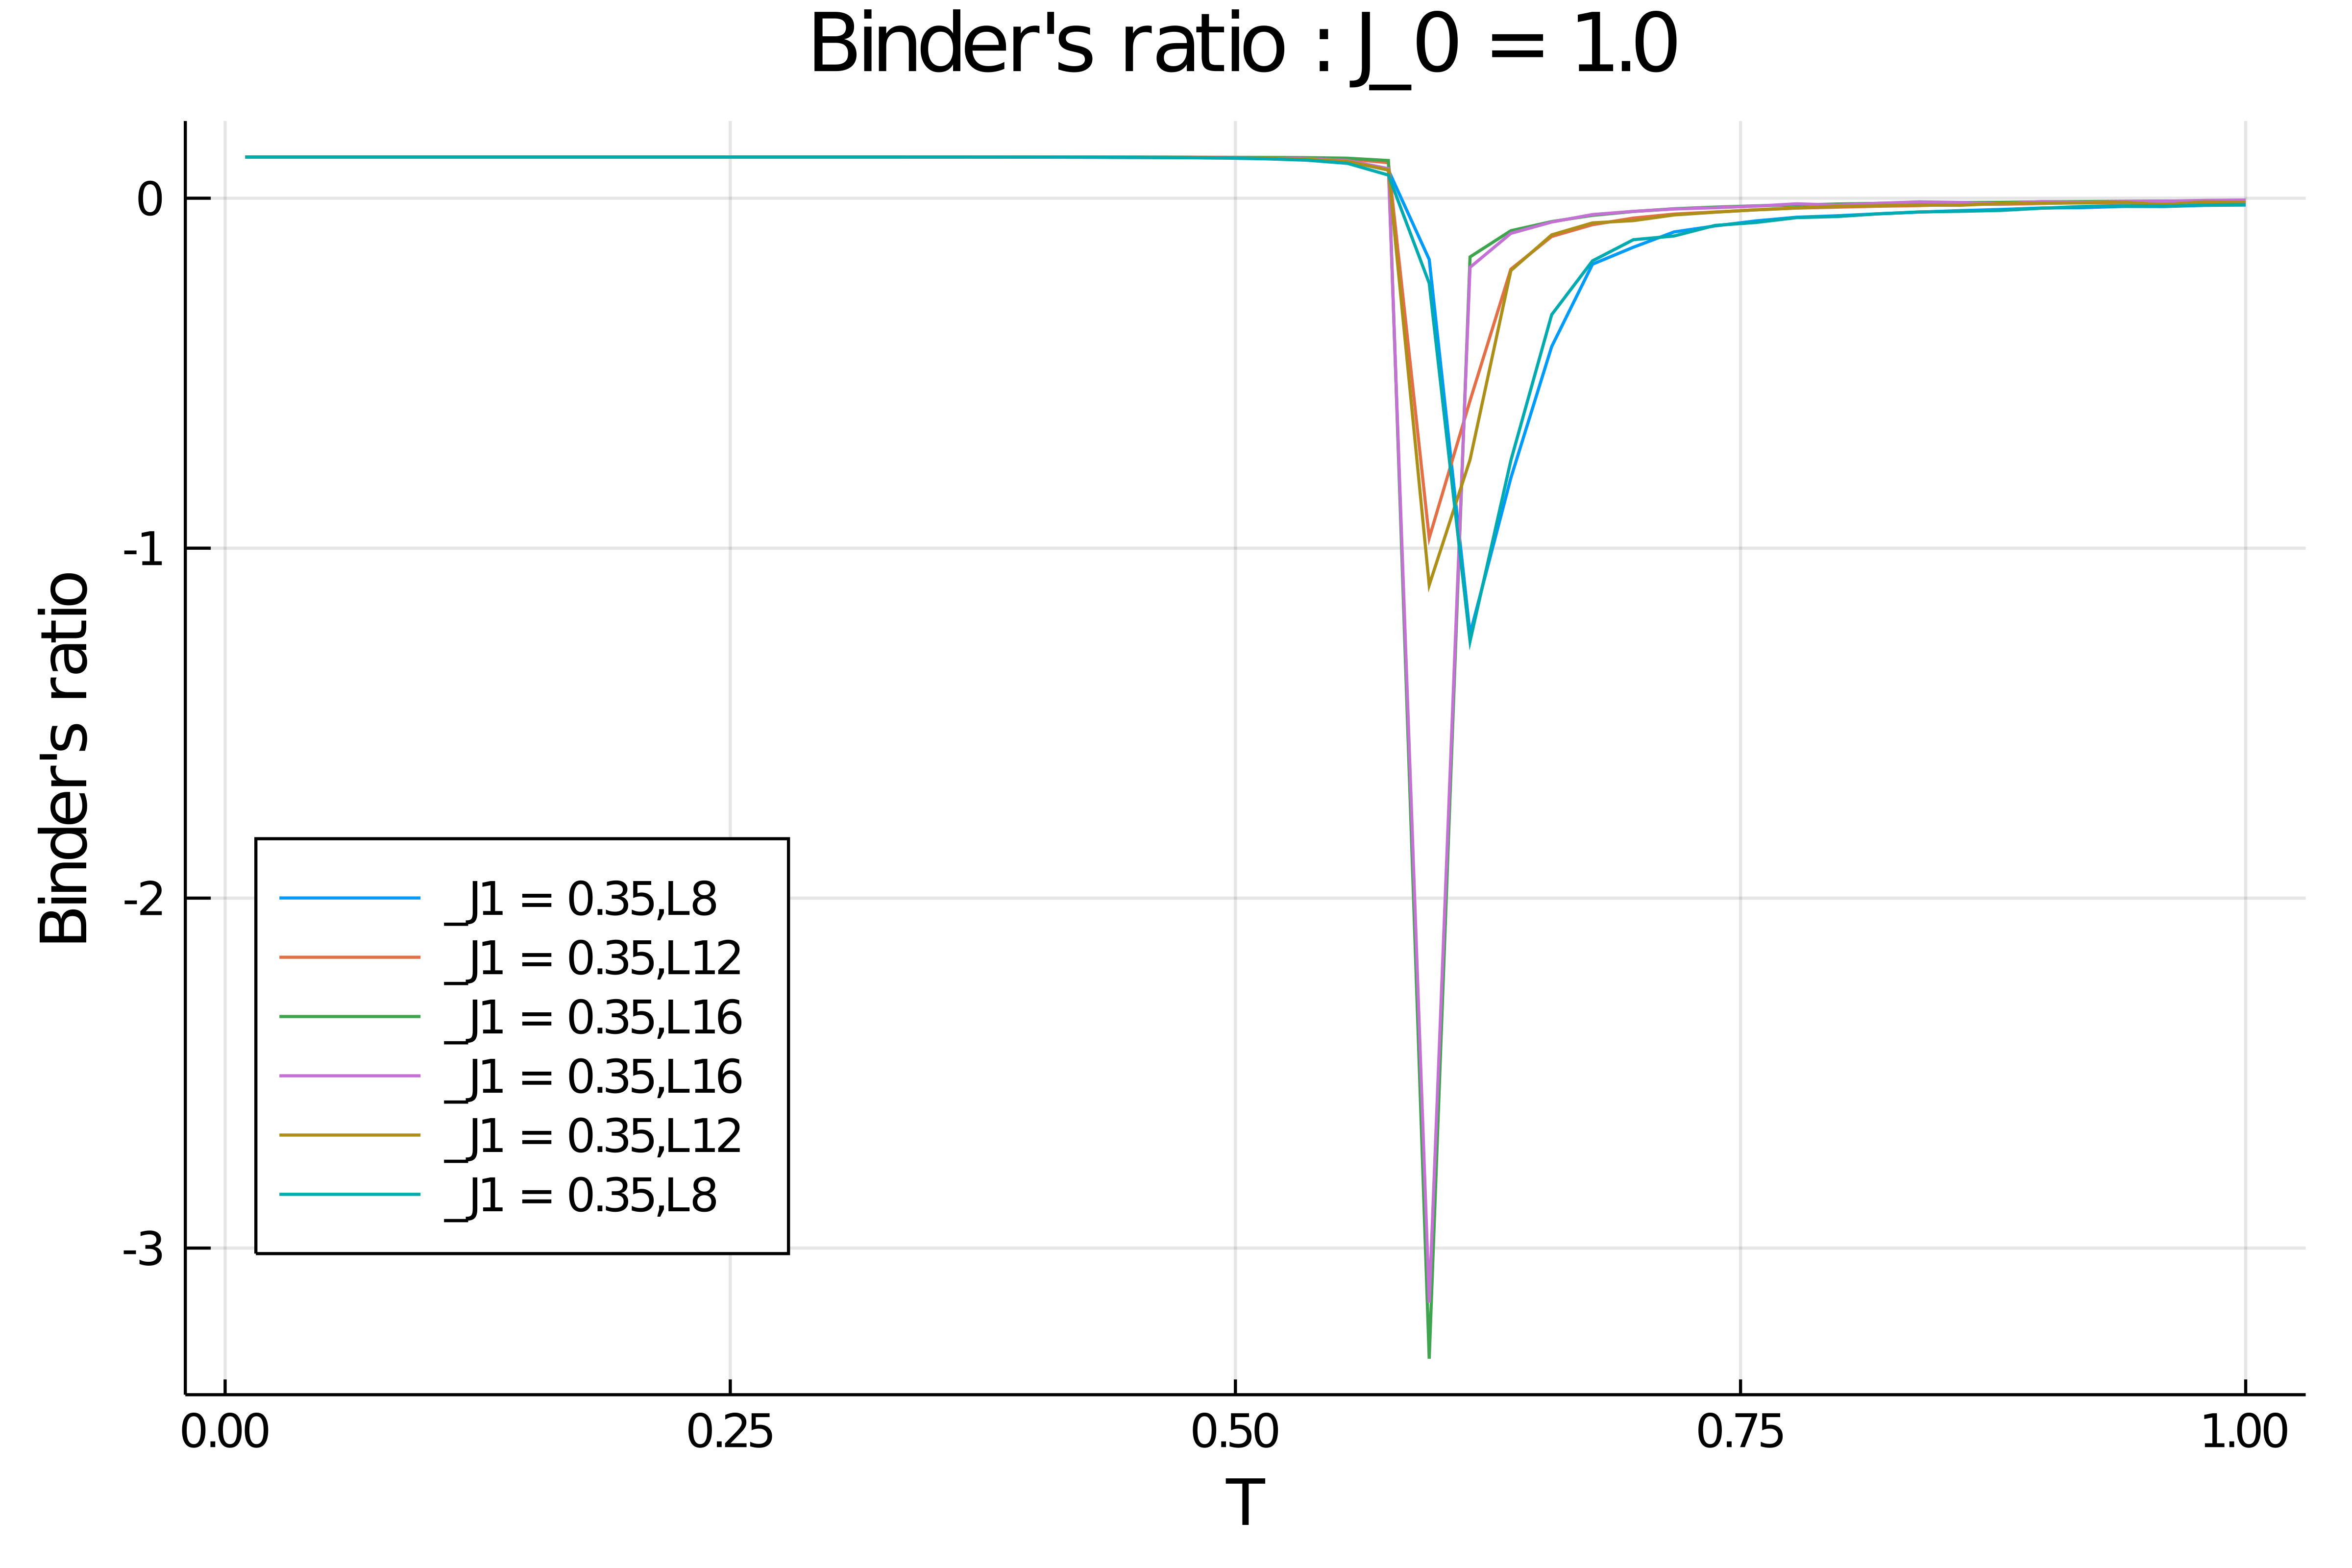 Binder's ratio : J_0 = 1.0
Binder's ratio
0
-1
-2
-3
_J1 = 0.35,L8
_J1 = 0.35,L12
_J1 = 0.35,L16
_J1 = 0.35,L16
_J1 = 0.35,L12
_J1 = 0.35,L8
0.00 0.25 0.50 0.75 1.00
T